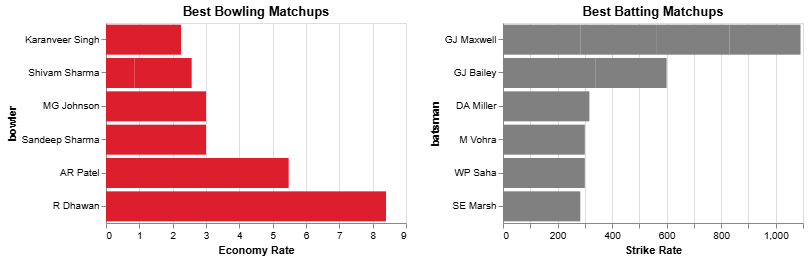 Best Bowling Matchups
bowler
Karanveer Singh
Shivam Sharma
MG Johnson
Sandeep Sharma
AR Patel
R Dhawan
0 1 2 3 4 5 6 7 8 9
Economy Rate
Best Batting Matchups
batsman
GJ Maxwell
GJ Bailey
DA Miller
M Vohra
WP Saha
SE Marsh
0 200 400 600 800 1,000
Strike Rate